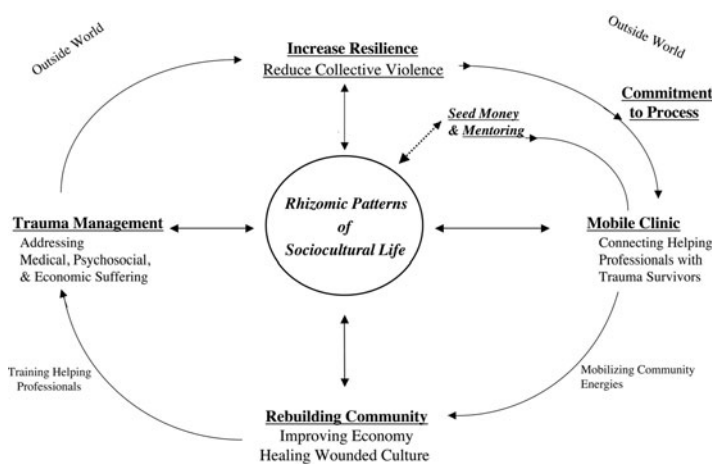 Outside World
Outside World
Increase Resilience
Reduce Collective Violence
Commitment
to Process
Seed Money
& Mentoring
Rhizomic Patterns
of
Sociocultural Life
Trauma Management
Addressing
Medical, Psychosocial,
& Economic Suffering
Mobile Clinic
Connecting Helping
Professionals with
Trauma Survivors
Training Helping
Professionals
Mobilizing Community
Energies
Rebuilding Community
Improving Economy
Healing Wounded Culture